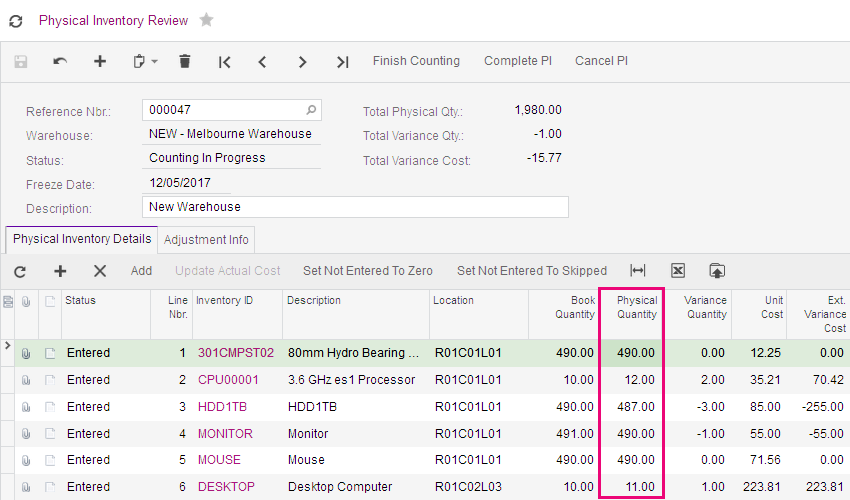 Physical Inventory Review
Finish Counting Complete PI Cancel PI
Reference Nbr.: 000047 Total Physical Qty.: 1,980.00
Warehouse: NEW - Melbourne Warehouse Total Variance Qty.: -1.00
Status: Counting In Progress Total Variance Cost: -15.77
Freeze Date: 12/05/2017
Description: New Warehouse
Physical Inventory Details Adjustment Info
Add Update Actual Cost Set Not Entered To Zero Set Not Entered To Skipped
Status Line Inventory ID Description Location Book Physical Variance Unit Ext.
Nbr. Quantity Quantity Quantity Cost Variance
Cost
Entered 1 301CMPST02 80mm Hydro Bearing ... R01C01L01 490.00 490.00 0.00 12.25 0.00
Entered 2 CPU00001 3.6 GHz es1 Processor R01C01L01 10.00 12.00 2.00 35.21 70.42
Entered 3 HDD1TB HDD1TB R01C01L01 490.00 487.00 -3.00 85.00 -255.00
Entered 4 MONITOR Monitor R01C01L01 491.00 490.00 -1.00 55.00 -55.00
Entered 5 MOUSE Mouse R01C01L01 490.00 490.00 0.00 71.56 0.00
Entered 6 DESKTOP Desktop Computer R01C02L03 10.00 11.00 1.00 223.81 223.81